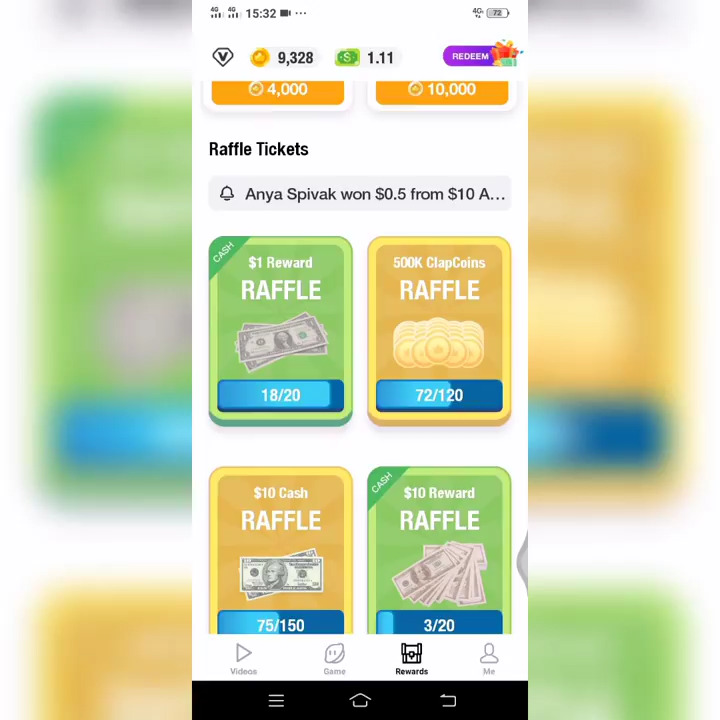 15:32
4G 72
9,328
1.11
REDEEM
4,000
10,000
Raffle Tickets
Anya Spivak won $0.5 from $10 A...
CASH
$1 Reward
RAFFLE
18/20
500K ClapCoins
RAFFLE
72/120
$10 Cash
RAFFLE
75/150
CASH
$10 Reward
RAFFLE
3/20
Videos
Game
Rewards
Me